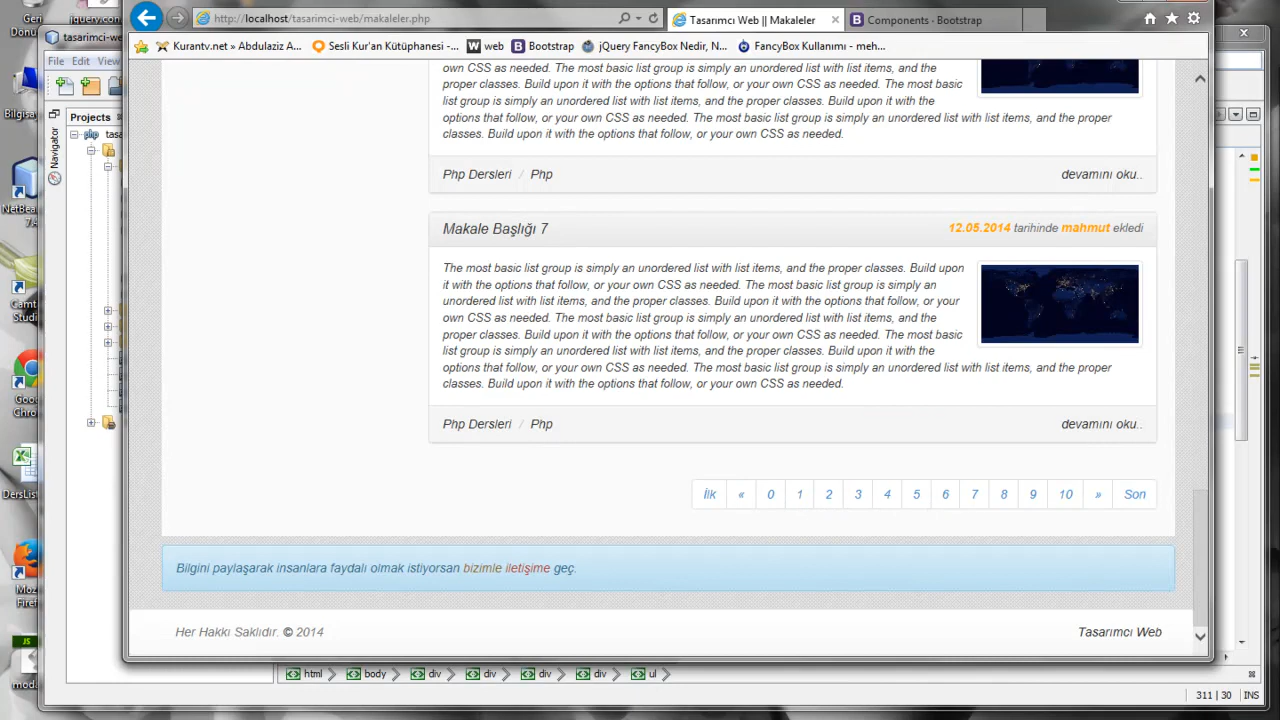 jquery.com
http://localhost/tasarimci-web/makaleler.php
Tasarımcı Web || Makaleler
Components · Bootstrap
tasarimci-we
Kurantv.net » Abdulaziz A...
Sesli Kur'an Kütüphanesi -...
web
Bootstrap
jQuery FancyBox Nedir, N...
FancyBox Kullanımı - meh...
File Edit View
Projects
Navigator
tasa
own CSS as needed. The most basic list group is simply an unordered list with list items, and the
proper classes. Build upon it with the options that follow, or your own CSS as needed. The most basic
list group is simply an unordered list with list items, and the proper classes. Build upon it with the
options that follow, or your own CSS as needed. The most basic list group is simply an unordered list with list items, and the proper
classes. Build upon it with the options that follow, or your own CSS as needed.
Php Dersleri / Php
devamını oku..
Makale Başlığı 7
12.05.2014 tarihinde mahmut ekledi
The most basic list group is simply an unordered list with list items, and the proper classes. Build upon
it with the options that follow, or your own CSS as needed. The most basic list group is simply an
unordered list with list items, and the proper classes. Build upon it with the options that follow, or your
own CSS as needed. The most basic list group is simply an unordered list with list items, and the
proper classes. Build upon it with the options that follow, or your own CSS as needed. The most basic
list group is simply an unordered list with list items, and the proper classes. Build upon it with the
options that follow, or your own CSS as needed. The most basic list group is simply an unordered list with list items, and the proper
classes. Build upon it with the options that follow, or your own CSS as needed.
Php Dersleri / Php
devamını oku..
İlk « 0 1 2 3 4 5 6 7 8 9 10 » Son
Bilgini paylaşarak insanlara faydalı olmak istiyorsan bizimle iletişime geç.
Her Hakkı Saklıdır. © 2014
Tasarımcı Web
html body div div div div ul
311 | 30 INS
Bilgisay
NetBea
7.
Camt
Studi
Goo
Chro
DersList
Moz
Firef
JS
mod